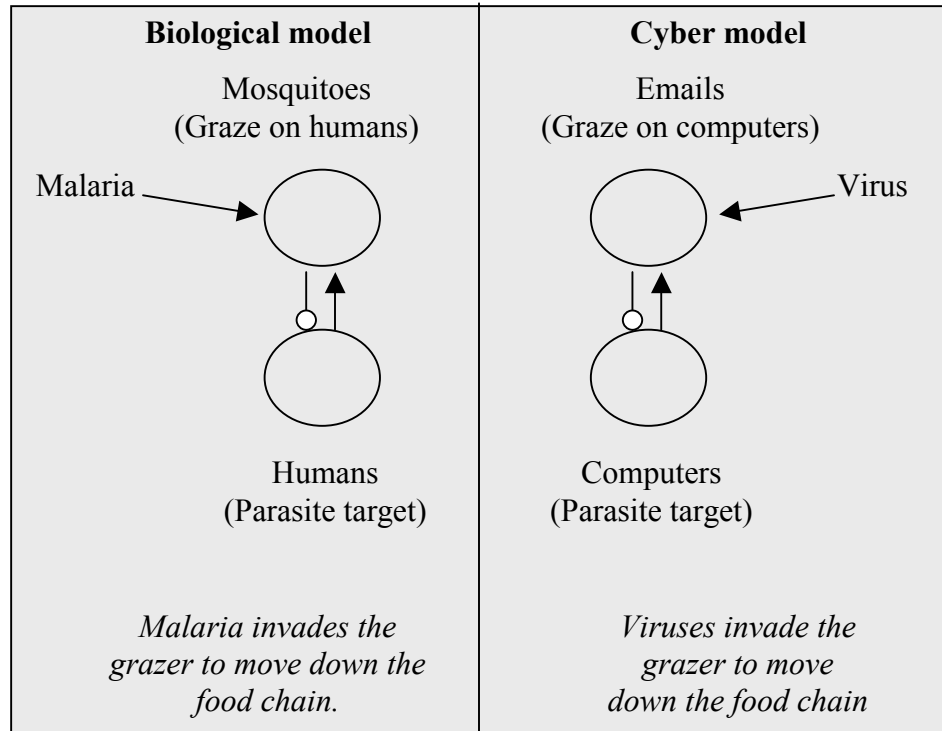 Biological model
Mosquitoes
(Graze on humans)
Malaria
Humans
(Parasite target)
Malaria invades the
grazer to move down the
food chain.
Cyber model
Emails
(Graze on computers)
Virus
Computers
(Parasite target)
Viruses invade the
grazer to move
down the food chain